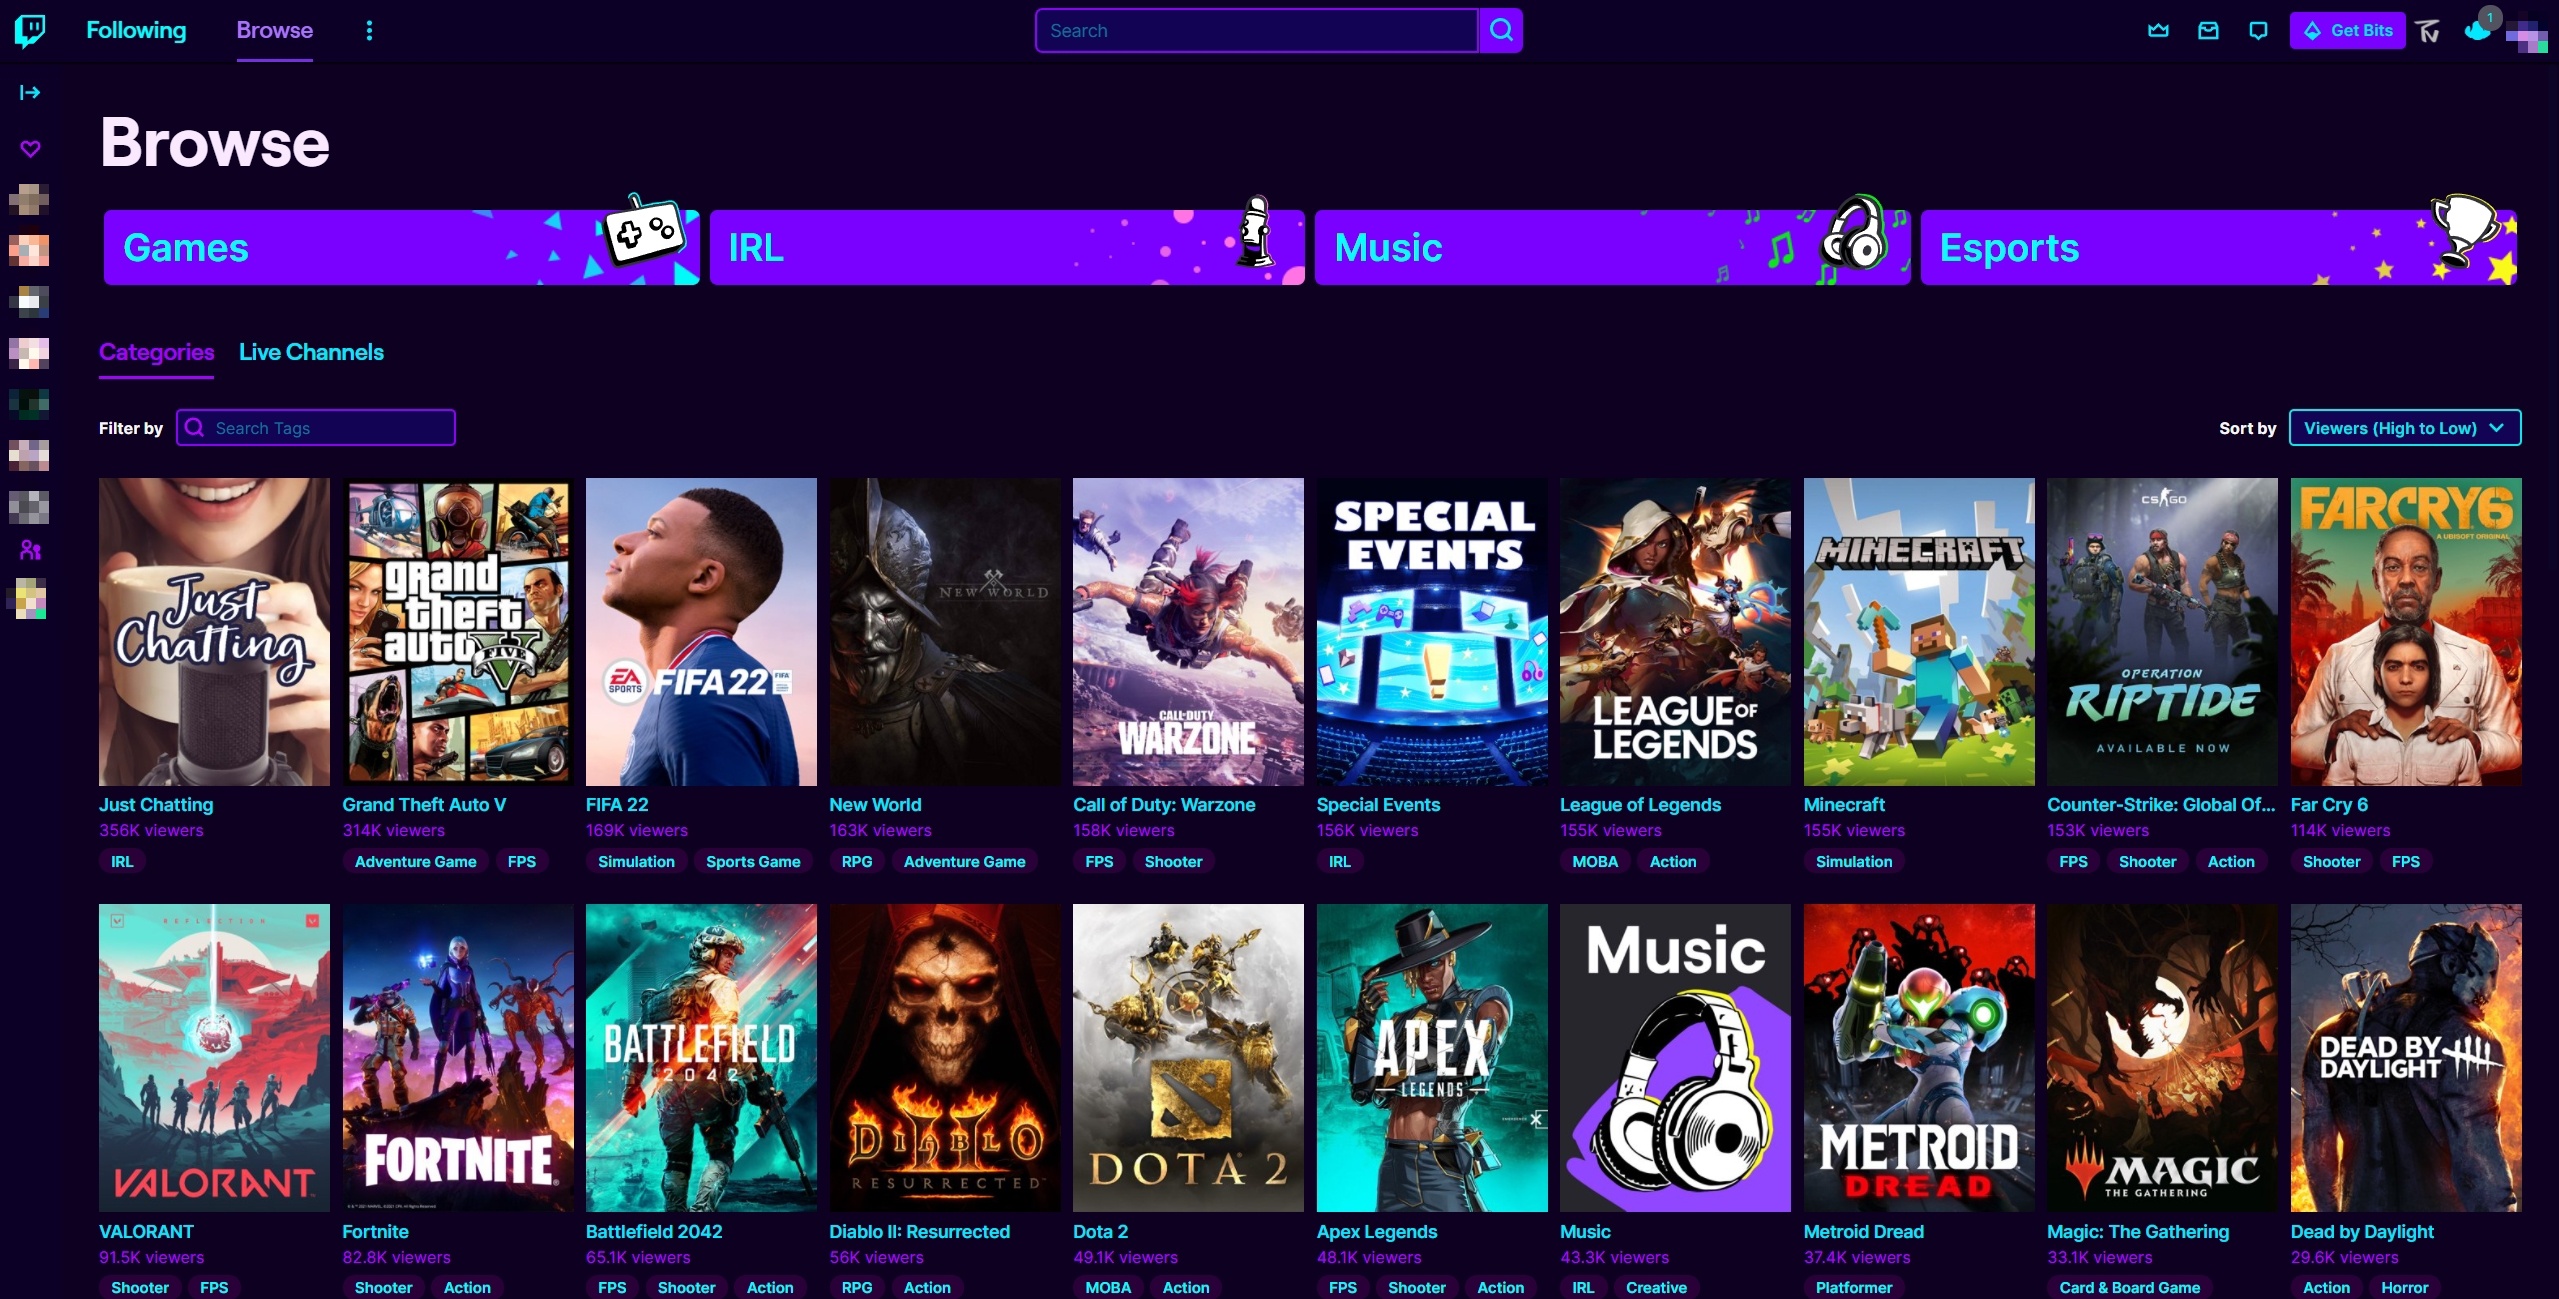 Following
Browse
Search
Get Bits
1
Browse
Games
IRL
Music
Esports
Categories
Live Channels
Filter by
Search Tags
Sort by
Viewers (High to Low)
Just
Chatting
grand
theft
auto
FIVE
EA
SPORTS
FIFA 22
FIFA
NEW WORLD
CALL OF DUTY
WARZONE
SPECIAL
EVENTS
LEAGUE OF
LEGENDS
MINECRAFT
CS GO
OPERATION
RIPTIDE
AVAILABLE NOW
FARCRY6
A UBISOFT ORIGINAL
Just Chatting
356K viewers
IRL
Grand Theft Auto V
314K viewers
Adventure Game
FPS
FIFA 22
169K viewers
Simulation
Sports Game
New World
163K viewers
RPG
Adventure Game
Call of Duty: Warzone
158K viewers
FPS
Shooter
Special Events
156K viewers
IRL
League of Legends
155K viewers
MOBA
Action
Minecraft
155K viewers
Simulation
Counter-Strike: Global Of...
153K viewers
FPS
Shooter
Action
Far Cry 6
114K viewers
Shooter
FPS
REFLECTION
VALORANT
FORTNITE
BATTLEFIELD
2042
DIABLO
II
RESURRECTED
DOTA 2
APEX
LEGENDS
Music
METROID
DREAD
MAGIC
THE GATHERING
DEAD BY
DAYLIGHT
VALORANT
91.5K viewers
Shooter
FPS
Fortnite
82.8K viewers
Shooter
Action
Battlefield 2042
65.1K viewers
FPS
Shooter
Action
Diablo II: Resurrected
56K viewers
RPG
Action
Dota 2
49.1K viewers
MOBA
Action
Apex Legends
48.1K viewers
FPS
Shooter
Action
Music
43.3K viewers
IRL
Creative
Metroid Dread
37.4K viewers
Platformer
Magic: The Gathering
33.1K viewers
Card & Board Game
Dead by Daylight
29.6K viewers
Action
Horror